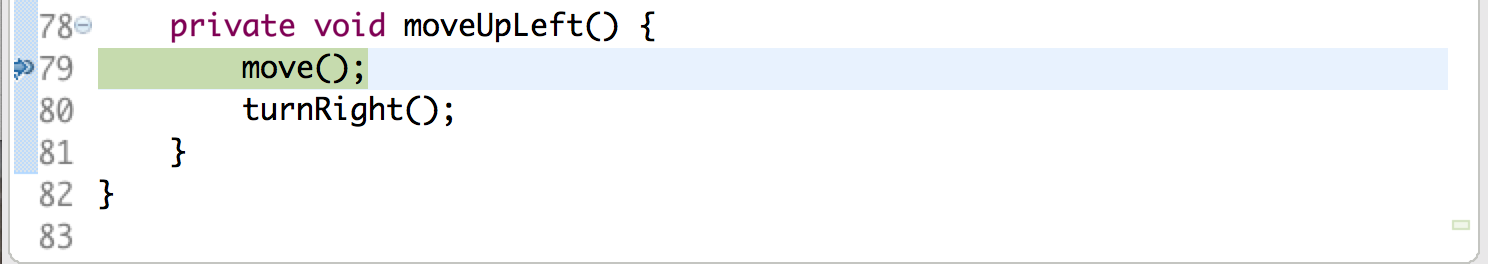 78 private void moveUpLeft() {
79 move();
80 turnRight();
81 }
82 }
83